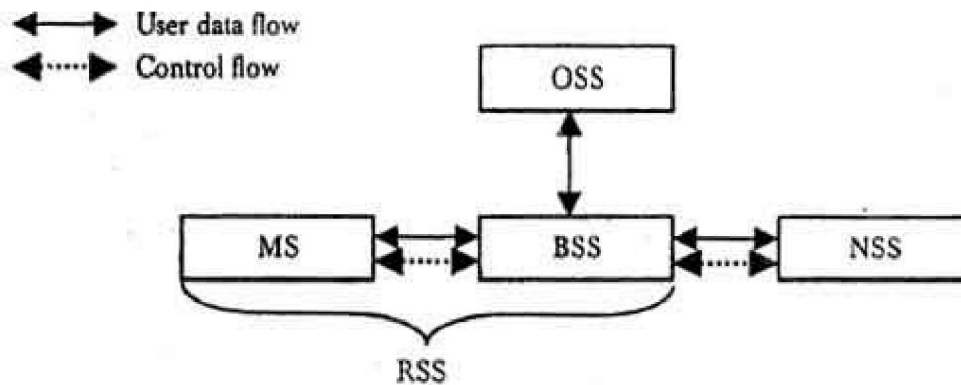 User data flow
Control flow
OSS
MS
BSS
NSS
RSS